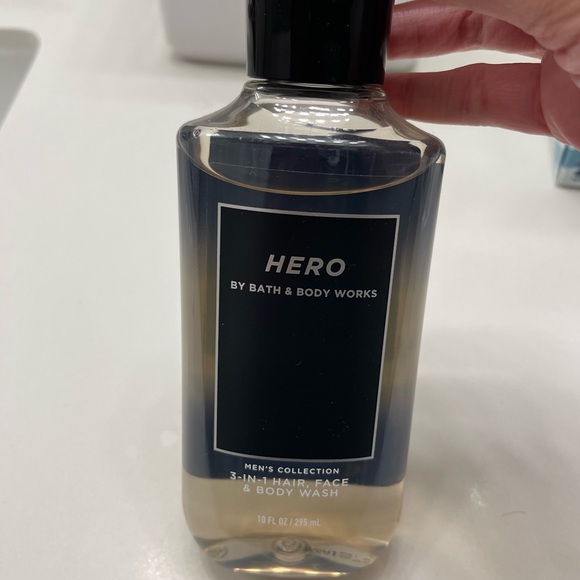 HERO
BY BATH & BODY WORKS
MEN'S COLLECTION
3-IN-1 HAIR, FACE
& BODY WASH
10 FL OZ / 295 mL